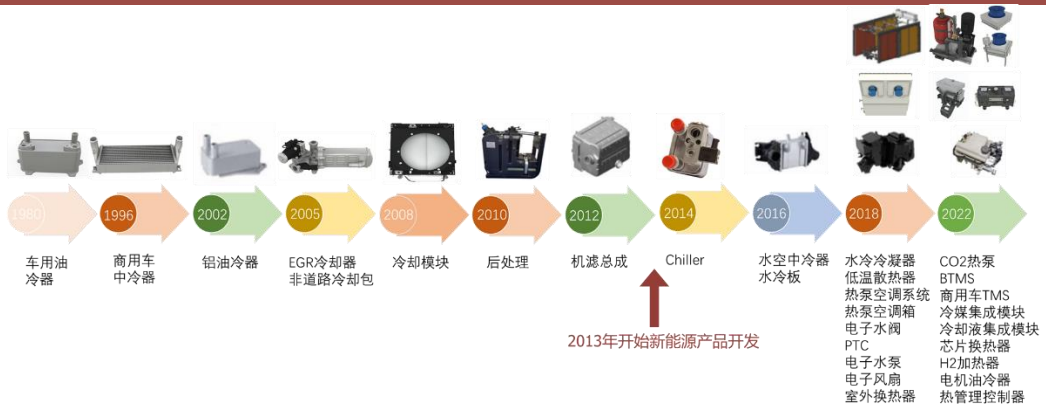 1980
1996
2002
2005
2008
2010
2012
2014
2016
2018
2022
车用油
冷器
商用车
中冷器
铝油冷器
EGR冷却器
非道路冷却包
冷却模块
后处理
机滤总成
Chiller
水空中冷器
水冷板
水冷冷凝器
低温散热器
热泵空调系统
热泵空调箱
电子水阀
PTC
电子水泵
电子风扇
室外换热器
CO2热泵
BTMS
商用车TMS
冷媒集成模块
冷却液集成模块
芯片换热器
H2加热器
电机油冷器
热管理控制器
2013年开始新能源产品开发